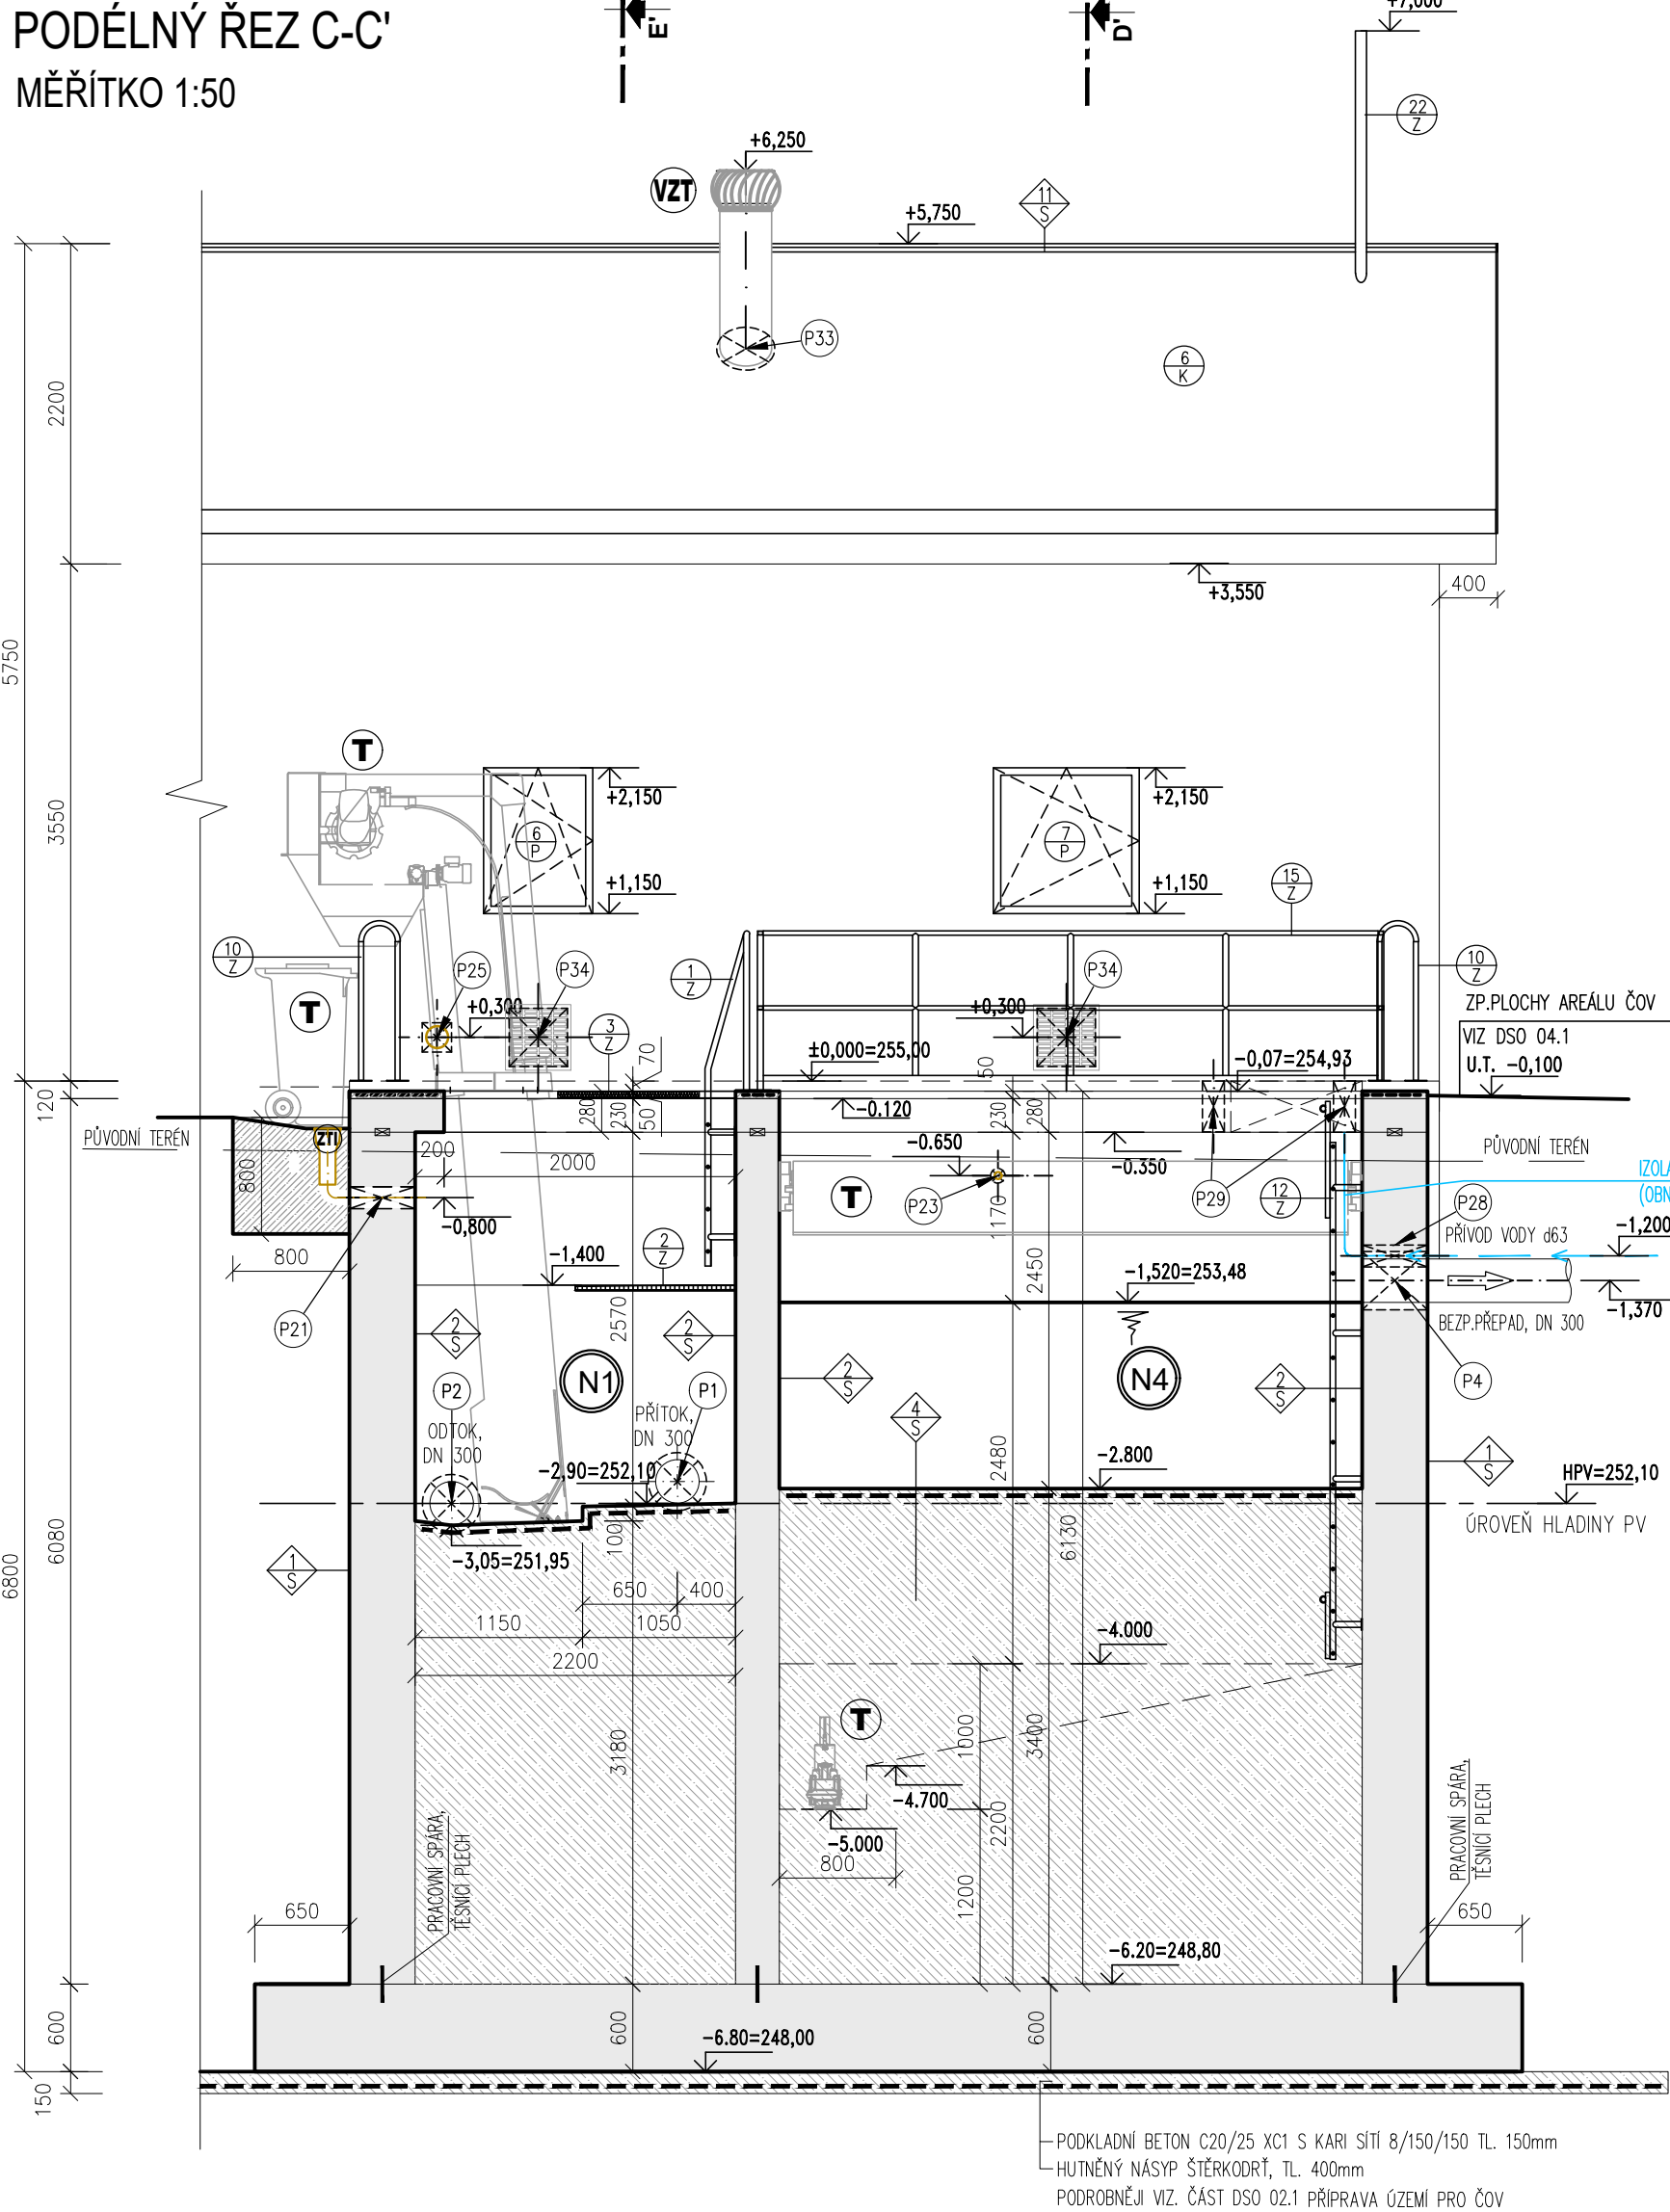 PODÉLNÝ ŘEZ C-C'
MĚŘÍTKO 1:50
E'
D'
+7,000
22
Z
+6,250
VZT
+5,750
11
S
P33
6
K
2200
5750
+3,550
400
3550
T
+2,150
+2,150
6
P
7
P
+1,150
+1,150
15
Z
10
Z
P25
P34
1
Z
P34
10
Z
T
+0,300
+0,300
3
Z
70
±0,000=255,00
50
-0,07=254,93
ZP.PLOCHY AREÁLU ČOV
VIZ DSO 04.1
U.T. -0,100
120
280
230
50
-0.120
230
280
PŮVODNÍ TERÉN
ZTI
200
2000
-0.650
-0.350
PŮVODNÍ TERÉN
800
T
P23
1170
P29
12
Z
P28
-0,800
PŘÍVOD VODY d63
-1,200
800
-1,400
2
Z
2450
-1,520=253,48
-1,370
P21
2570
BEZP.PŘEPAD, DN 300
2
S
2
S
N1
P2
P1
2
S
N4
2
S
P4
ODTOK,
DN 300
PŘÍTOK,
DN 300
4
S
2480
-2,90=252,10
-2.800
1
S
HPV=252,10
ÚROVEŇ HLADINY PV
100
6130
-3,05=251,95
1
S
6080
6800
650
400
1150
1050
2200
-4.000
T
3180
1000
3400
-4.700
-5.000
2200
800
1200
PRACOVNÍ SPÁRA,
TĚSNÍCÍ PLECH
PRACOVNÍ SPÁRA,
TĚSNÍCÍ PLECH
650
650
-6.20=248,80
600
600
600
-6.80=248,00
150
PODKLADNÍ BETON C20/25 XC1 S KARI SÍTÍ 8/150/150 TL. 150mm
HUTNĚNÝ NÁSYP ŠTĚRKODRŤ, TL. 400mm
PODROBNĚJI VIZ. ČÁST DSO 02.1 PŘÍPRAVA ÚZEMÍ PRO ČOV